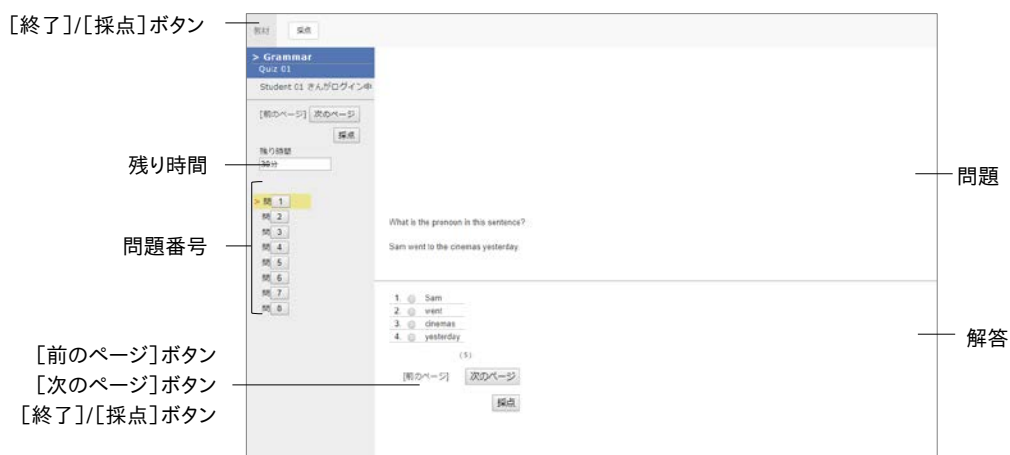 [終了]/[採点]ボタン
教材 採点
> Grammar
Quiz 01
Student 01 さんがログイン中
[前のページ] 次のページ
採点
残り時間
30分
残り時間
問題
> 問 1
問 2
問 3
問 4
問 5
問 6
問 7
問 8
問題番号
What is the pronoun in this sentence?
Sam went to the cinemas yesterday.
1. Sam
2. went
3. cinemas
4. yesterday
(5)
解答
[前のページ] 次のページ
採点
[前のページ]ボタン
[次のページ]ボタン
[終了]/[採点]ボタン